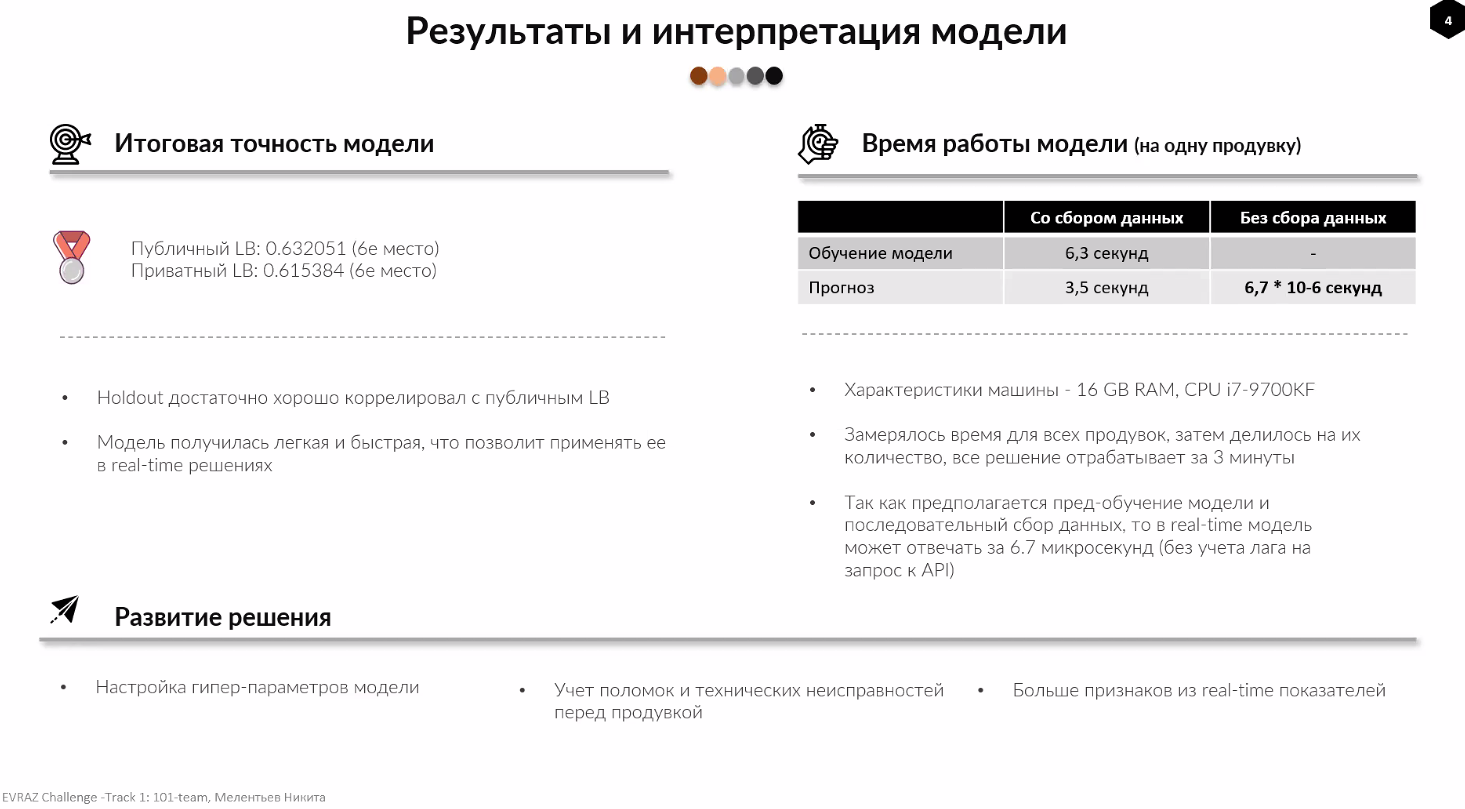 Результаты и интерпретация модели
4
Итоговая точность модели
Публичный LB: 0.632051 (6е место)
Приватный LB: 0.615384 (6е место)
• Holdout достаточно хорошо коррелировал с публичным LB
• Модель получилась легкая и быстрая, что позволит применять ее
в real-time решениях
Время работы модели (на одну продувку)
Со сбором данных Без сбора данных
Обучение модели 6,3 секунд -
Прогноз 3,5 секунд 6,7 * 10-6 секунд
• Характеристики машины - 16 GB RAM, CPU i7-9700KF
• Замерялось время для всех продувок, затем делилось на их
количество, все решение отрабатывает за 3 минуты
• Так как предполагается пред-обучение модели и
последовательный сбор данных, то в real-time модель
может отвечать за 6.7 микросекунд (без учета лага на
запрос к API)
Развитие решения
• Настройка гипер-параметров модели
• Учет поломок и технических неисправностей
перед продувкой
• Больше признаков из real-time показателей
EVRAZ Challenge -Track 1: 101-team, Мелентьев Никита